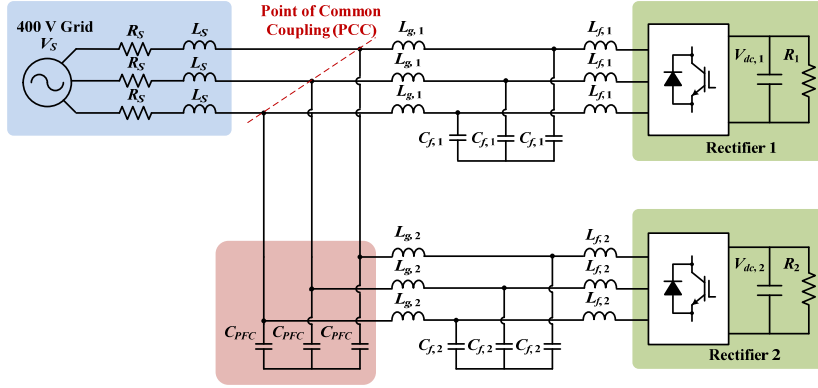 400 V Grid
V_S
R_S
L_S
R_S
L_S
R_S
L_S
Point of Common
Coupling (PCC)
L_g, 1
L_g, 1
L_g, 1
L_f, 1
L_f, 1
L_f, 1
C_f, 1
C_f, 1
C_f, 1
V_dc, 1
R_1
Rectifier 1
L_g, 2
L_g, 2
L_g, 2
L_f, 2
L_f, 2
L_f, 2
C_PFC
C_PFC
C_PFC
C_f, 2
C_f, 2
C_f, 2
V_dc, 2
R_2
Rectifier 2